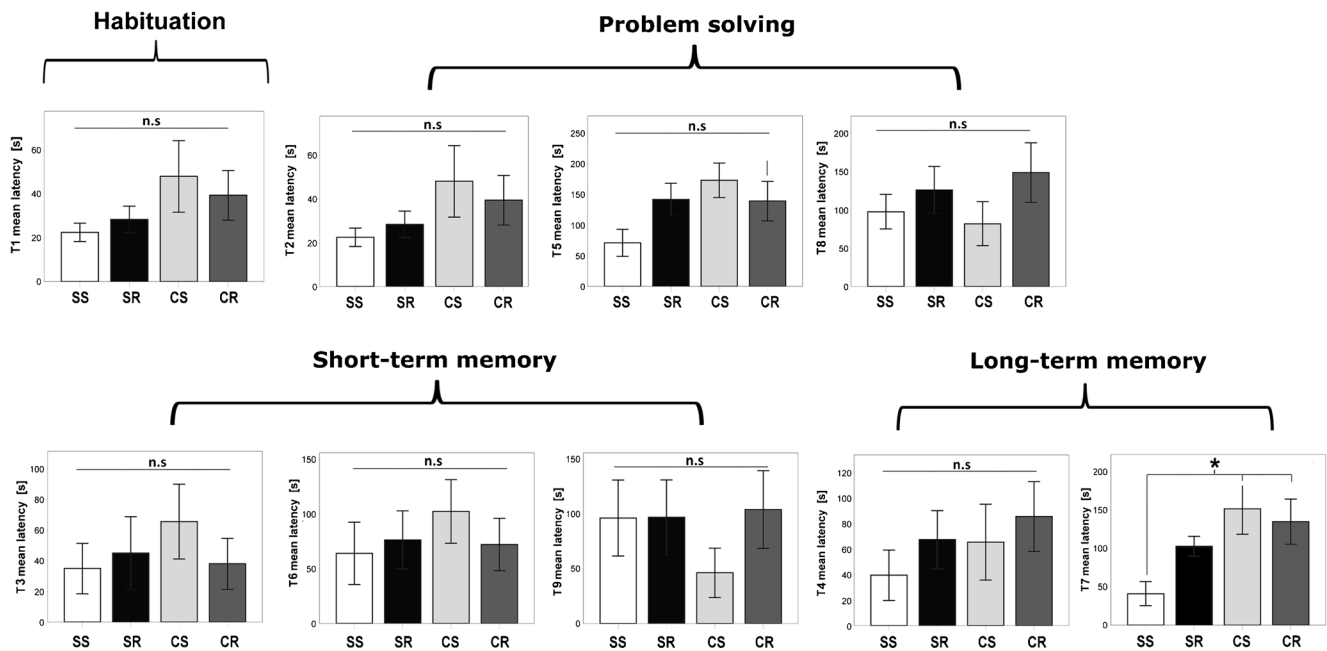 Habituation
Problem solving
T1 mean latency [s]
60
40
20
0
n.s
SS SR CS CR
T2 mean latency [s]
60
40
20
0
n.s
SS SR CS CR
T5 mean latency [s]
250
200
150
100
50
0
n.s
SS SR CS CR
T8 mean latency [s]
200
150
100
50
0
n.s
SS SR CS CR
Short-term memory
Long-term memory
T3 mean latency [s]
100
80
60
40
20
0
n.s
SS SR CS CR
T6 mean latency [s]
150
100
50
0
n.s
SS SR CS CR
T9 mean latency [s]
150
100
50
0
n.s
SS SR CS CR
T4 mean latency [s]
120
100
80
60
40
20
0
n.s
SS SR CS CR
T7 mean latency [s]
200
150
100
50
0
*
SS SR CS CR